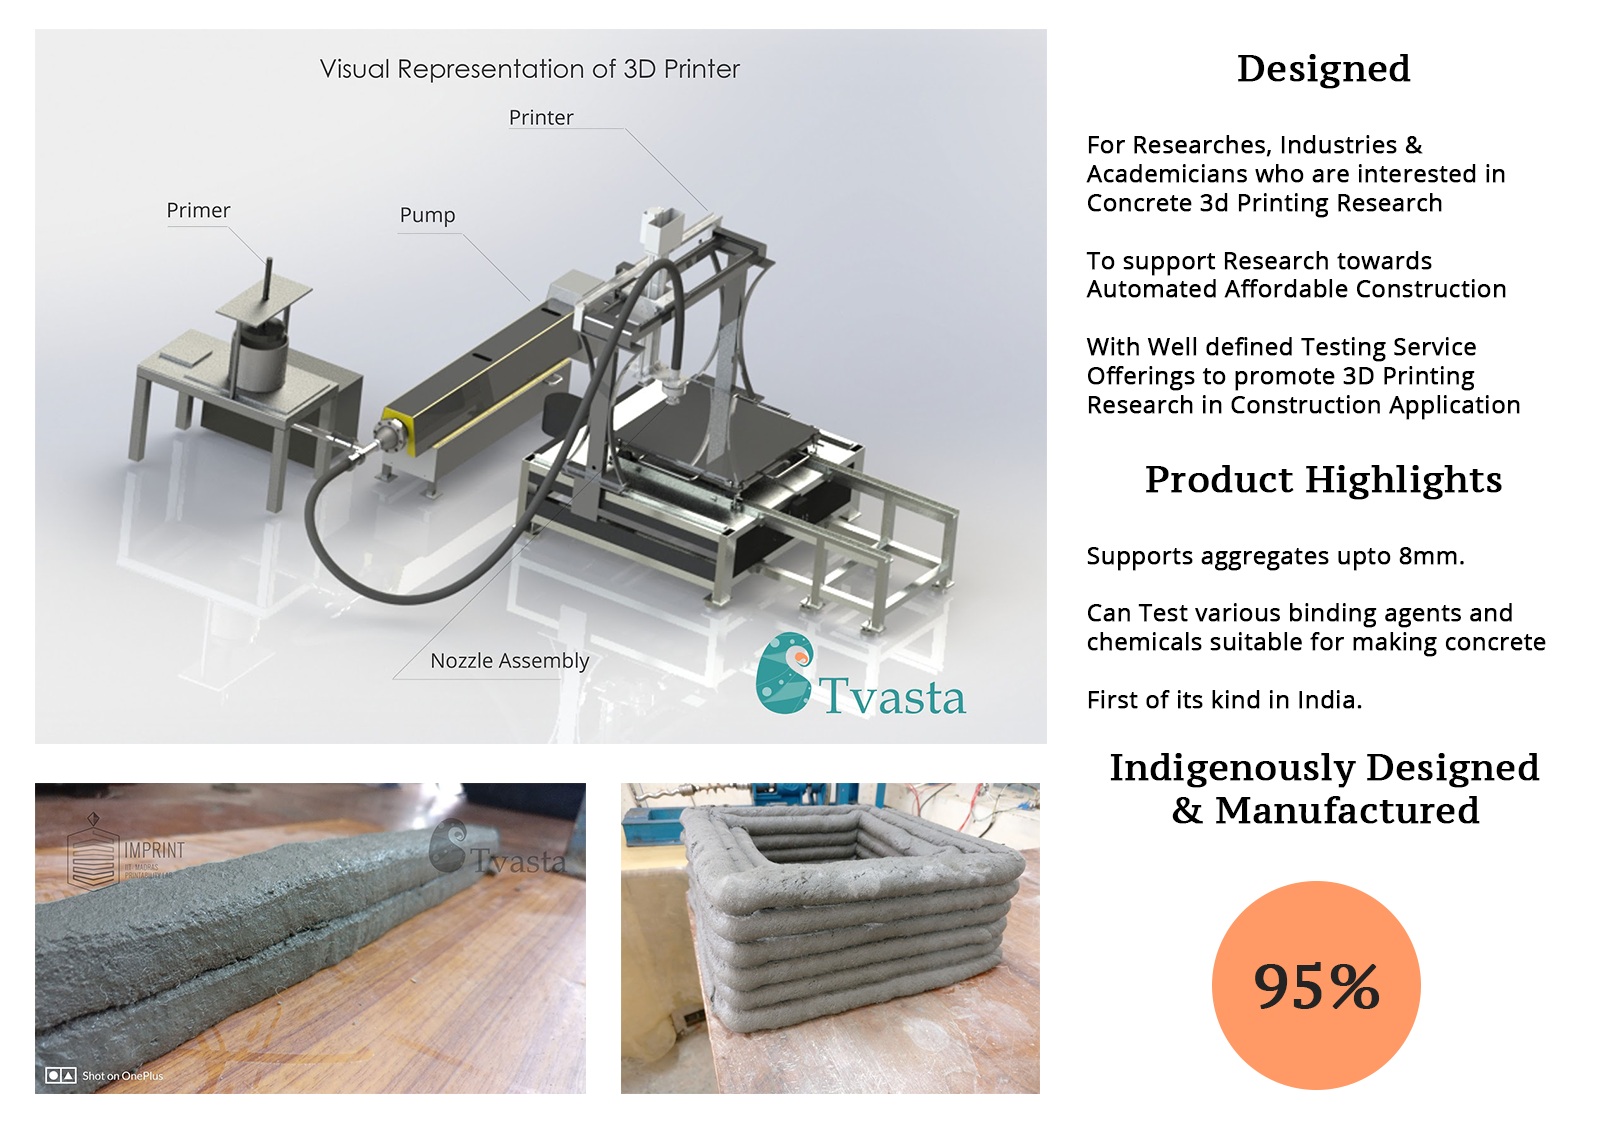 Visual Representation of 3D Printer
Printer
Primer
Pump
Nozzle Assembly
Tvasta
IMPRINT
IIT MADRAS
PRINTABILITY LAB
Tvasta
Shot on OnePlus
Designed
For Researches, Industries &
Academicians who are interested in
Concrete 3d Printing Research
To support Research towards
Automated Affordable Construction
With Well defined Testing Service
Offerings to promote 3D Printing
Research in Construction Application
Product Highlights
Supports aggregates upto 8mm.
Can Test various binding agents and
chemicals suitable for making concrete
First of its kind in India.
Indigenously Designed
& Manufactured
95%